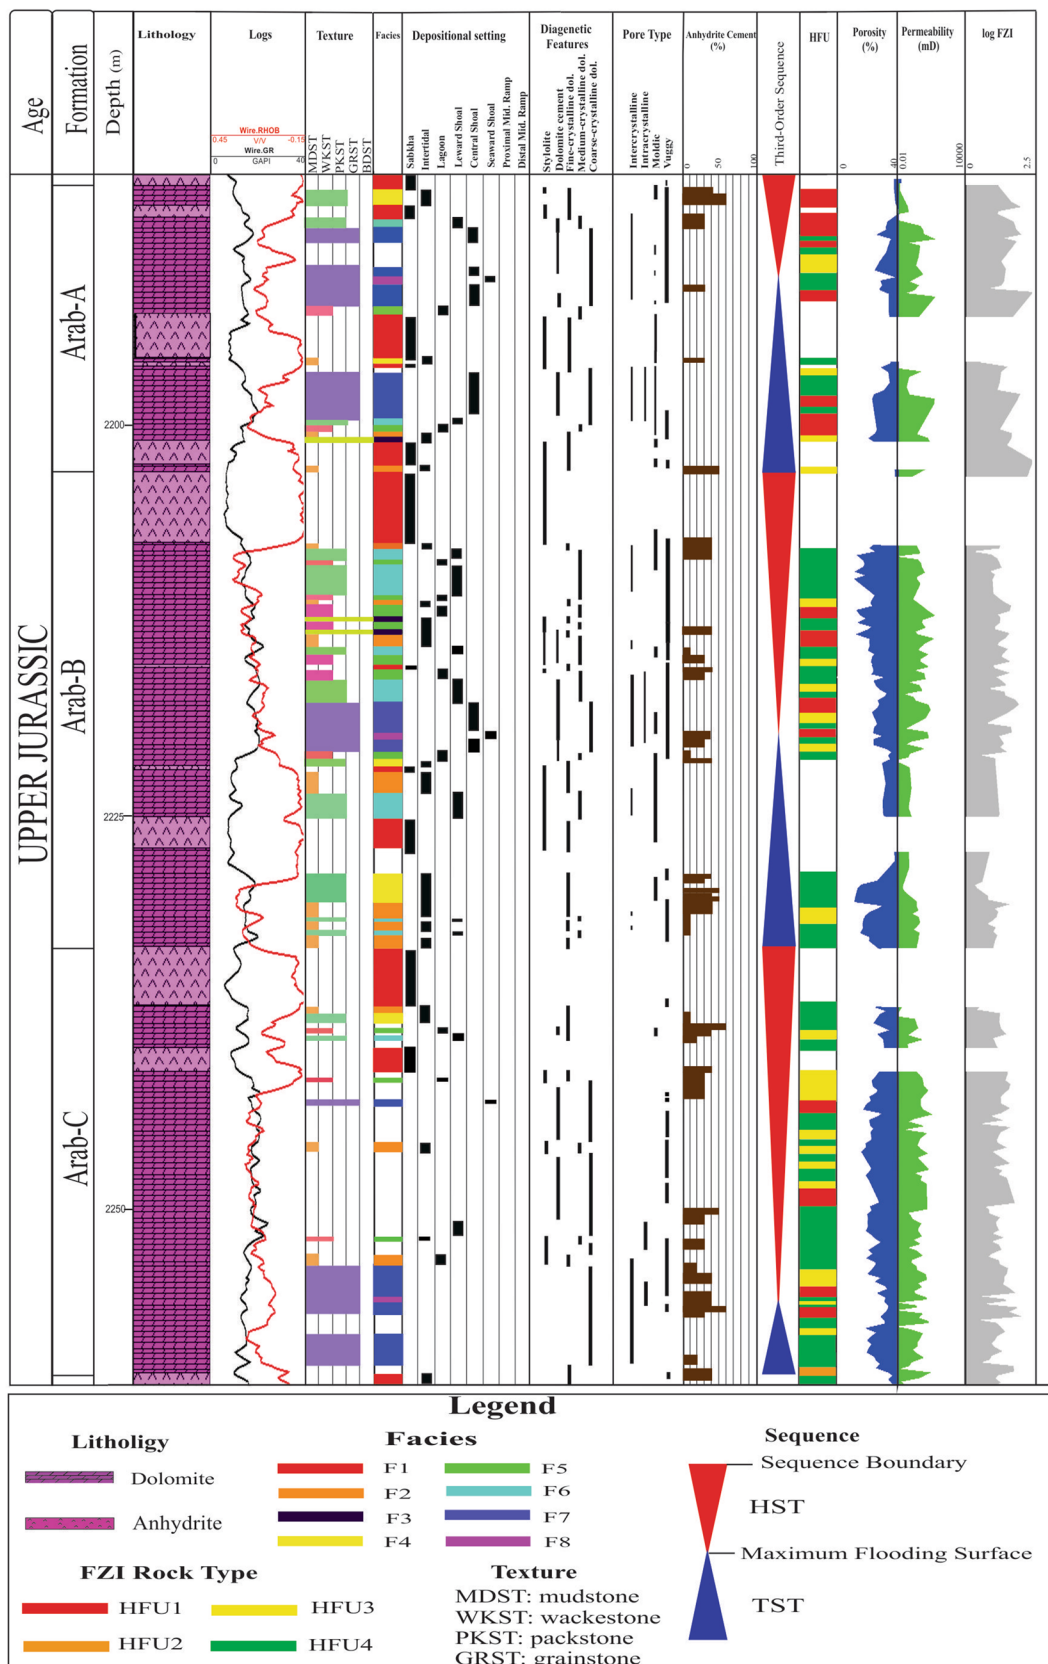 Age
Formation
Depth (m)
Lithology
Logs
Texture
Facies
Depositional setting
Diagenetic
Features
Pore Type
Anhydrite Cement
(%)
Third-Order Sequence
HFU
Porosity
(%)
Permeability
(mD)
log FZI
Wire.RHOB
0.45 V/V -0.15
Wire.GR
0 GAPI 40
MDST
WKST
PKST
GRST
BDST
Sabkha
Intertidal
Lagoon
Leward Shoal
Central Shoal
Seaward Shoal
Proximal Mid. Ramp
Distal Mid. Ramp
Stylolite
Dolomite cement
Fine-crystalline dol.
Medium-crystalline dol.
Coarse-crystalline dol.
Intercrystalline
Intracrystalline
Moldic
Vuggy
0 50 100
0 40
0.01 10000
0 2.5
UPPER JURASSIC
Arab-A
Arab-B
Arab-C
2200
2225
2250
Legend
Litholigy
Dolomite
Anhydrite
Facies
F1
F2
F3
F4
F5
F6
F7
F8
Sequence
Sequence Boundary
HST
Maximum Flooding Surface
TST
FZI Rock Type
HFU1
HFU2
HFU3
HFU4
Texture
MDST: mudstone
WKST: wackestone
PKST: packstone
GRST: grainstone